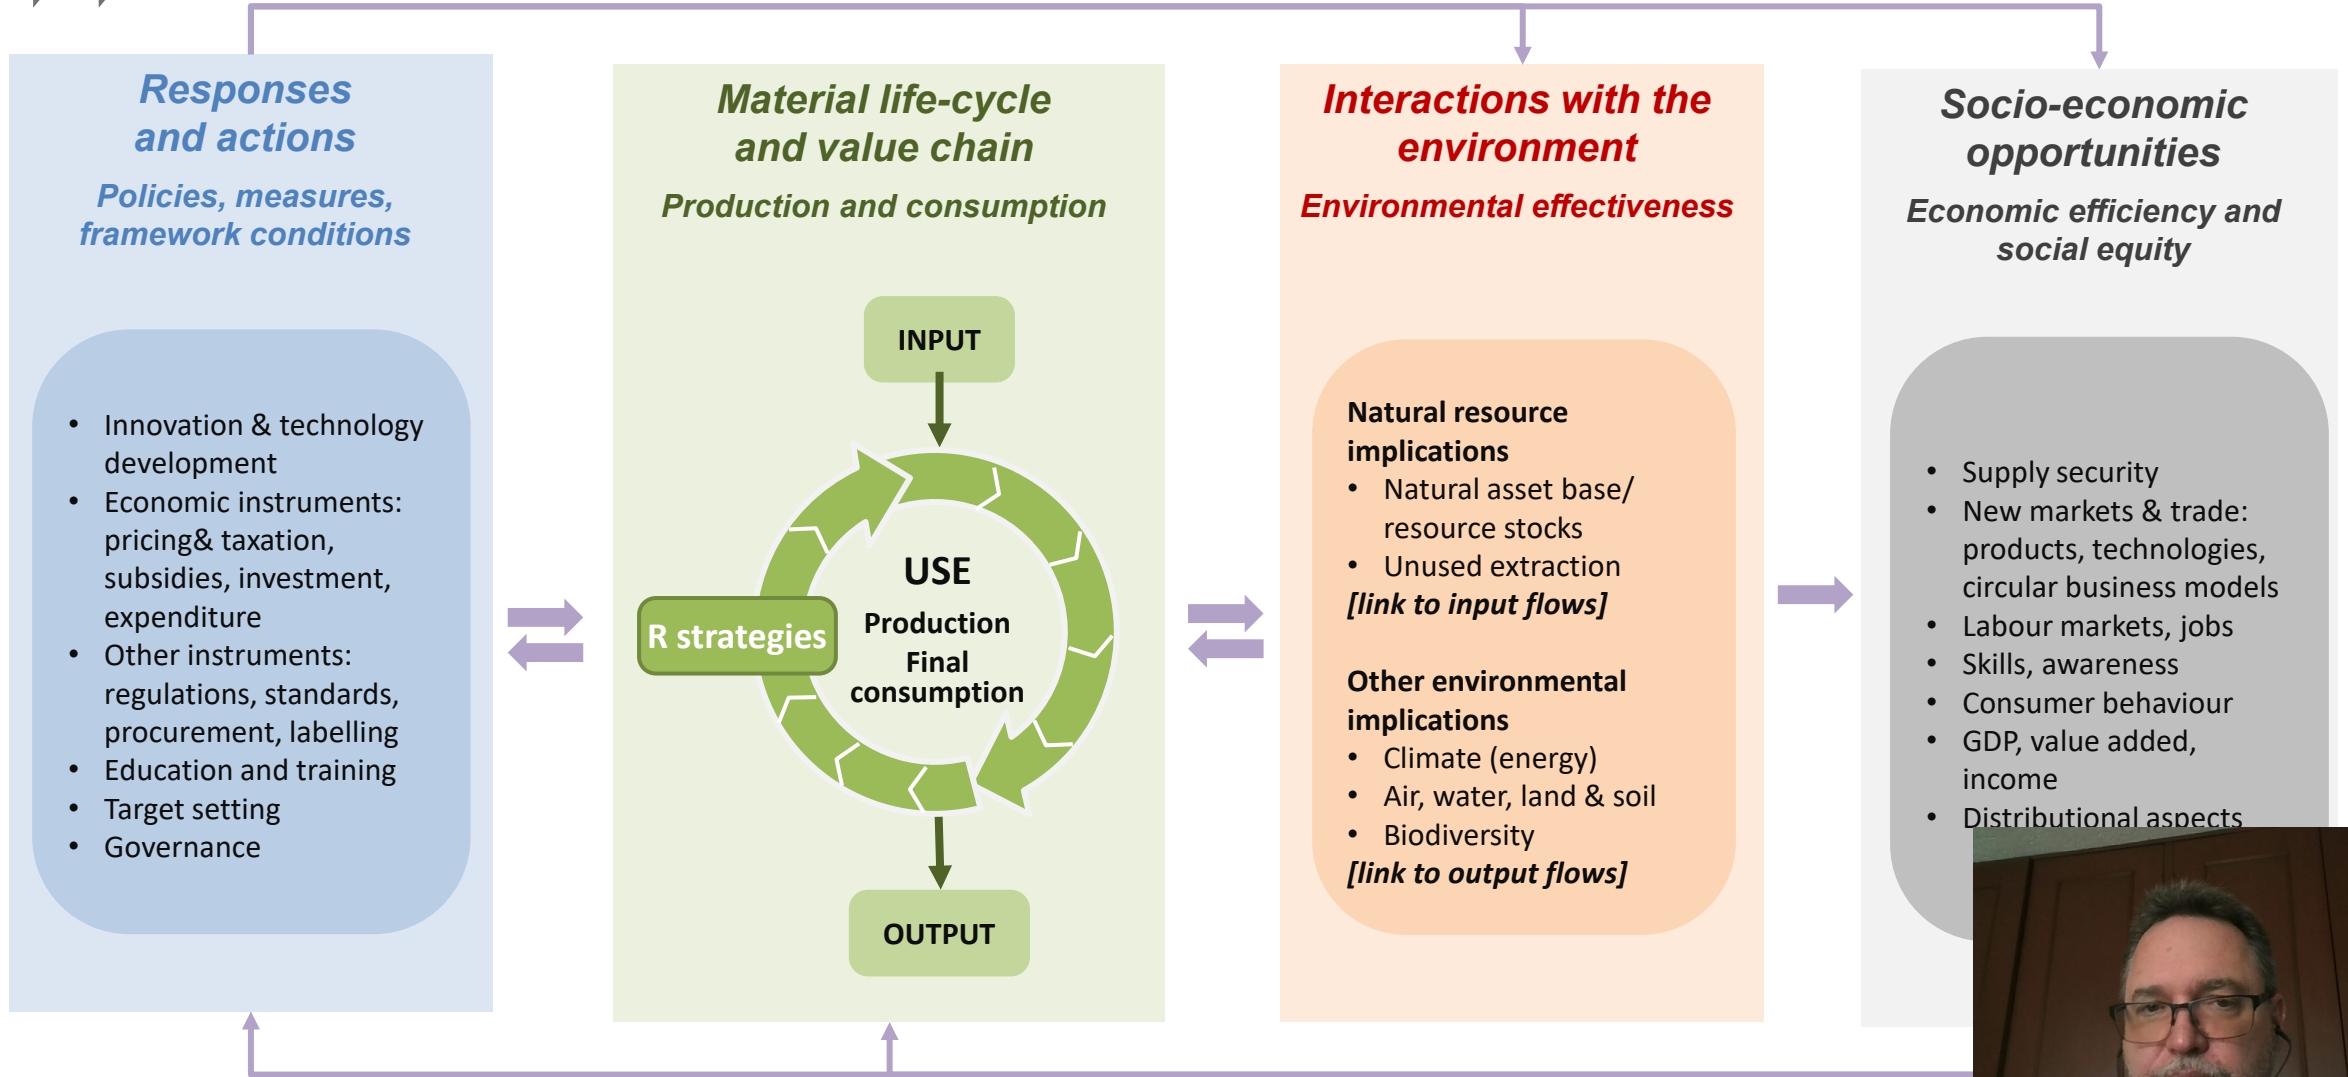 Responses
and actions
Policies, measures,
framework conditions
• Innovation & technology
development
• Economic instruments:
pricing& taxation,
subsidies, investment,
expenditure
• Other instruments:
regulations, standards,
procurement, labelling
• Education and training
• Target setting
• Governance
Material life-cycle
and value chain
Production and consumption
INPUT
USE
Production
Final
consumption
R strategies
OUTPUT
Interactions with the
environment
Environmental effectiveness
Natural resource
implications
• Natural asset base/
resource stocks
• Unused extraction
[link to input flows]
Other environmental
implications
• Climate (energy)
• Air, water, land & soil
• Biodiversity
[link to output flows]
Socio-economic
opportunities
Economic efficiency and
social equity
• Supply security
• New markets & trade:
products, technologies,
circular business models
• Labour markets, jobs
• Skills, awareness
• Consumer behaviour
• GDP, value added,
income
• Distributional aspects